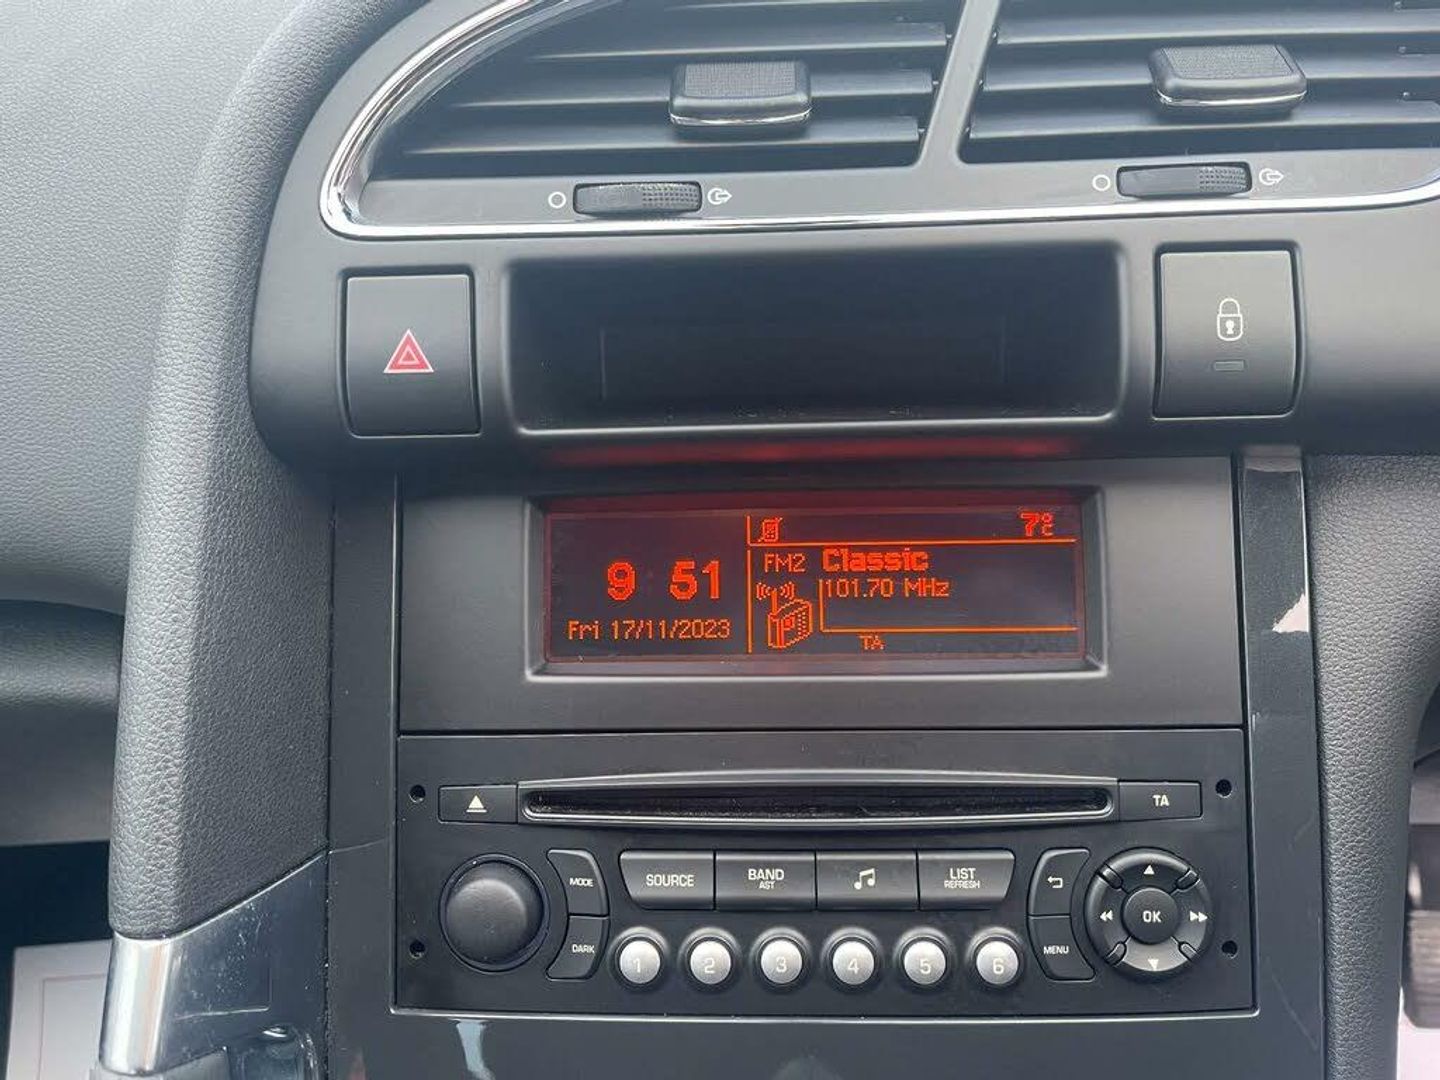 7°C
FM2 Classic
9 51
101.70 MHz
Fri 17/11/2023
TA
TA
SOURCE
BAND
AST
LIST
REFRESH
MODE
DARK
MENU
OK
1 2 3 4 5 6